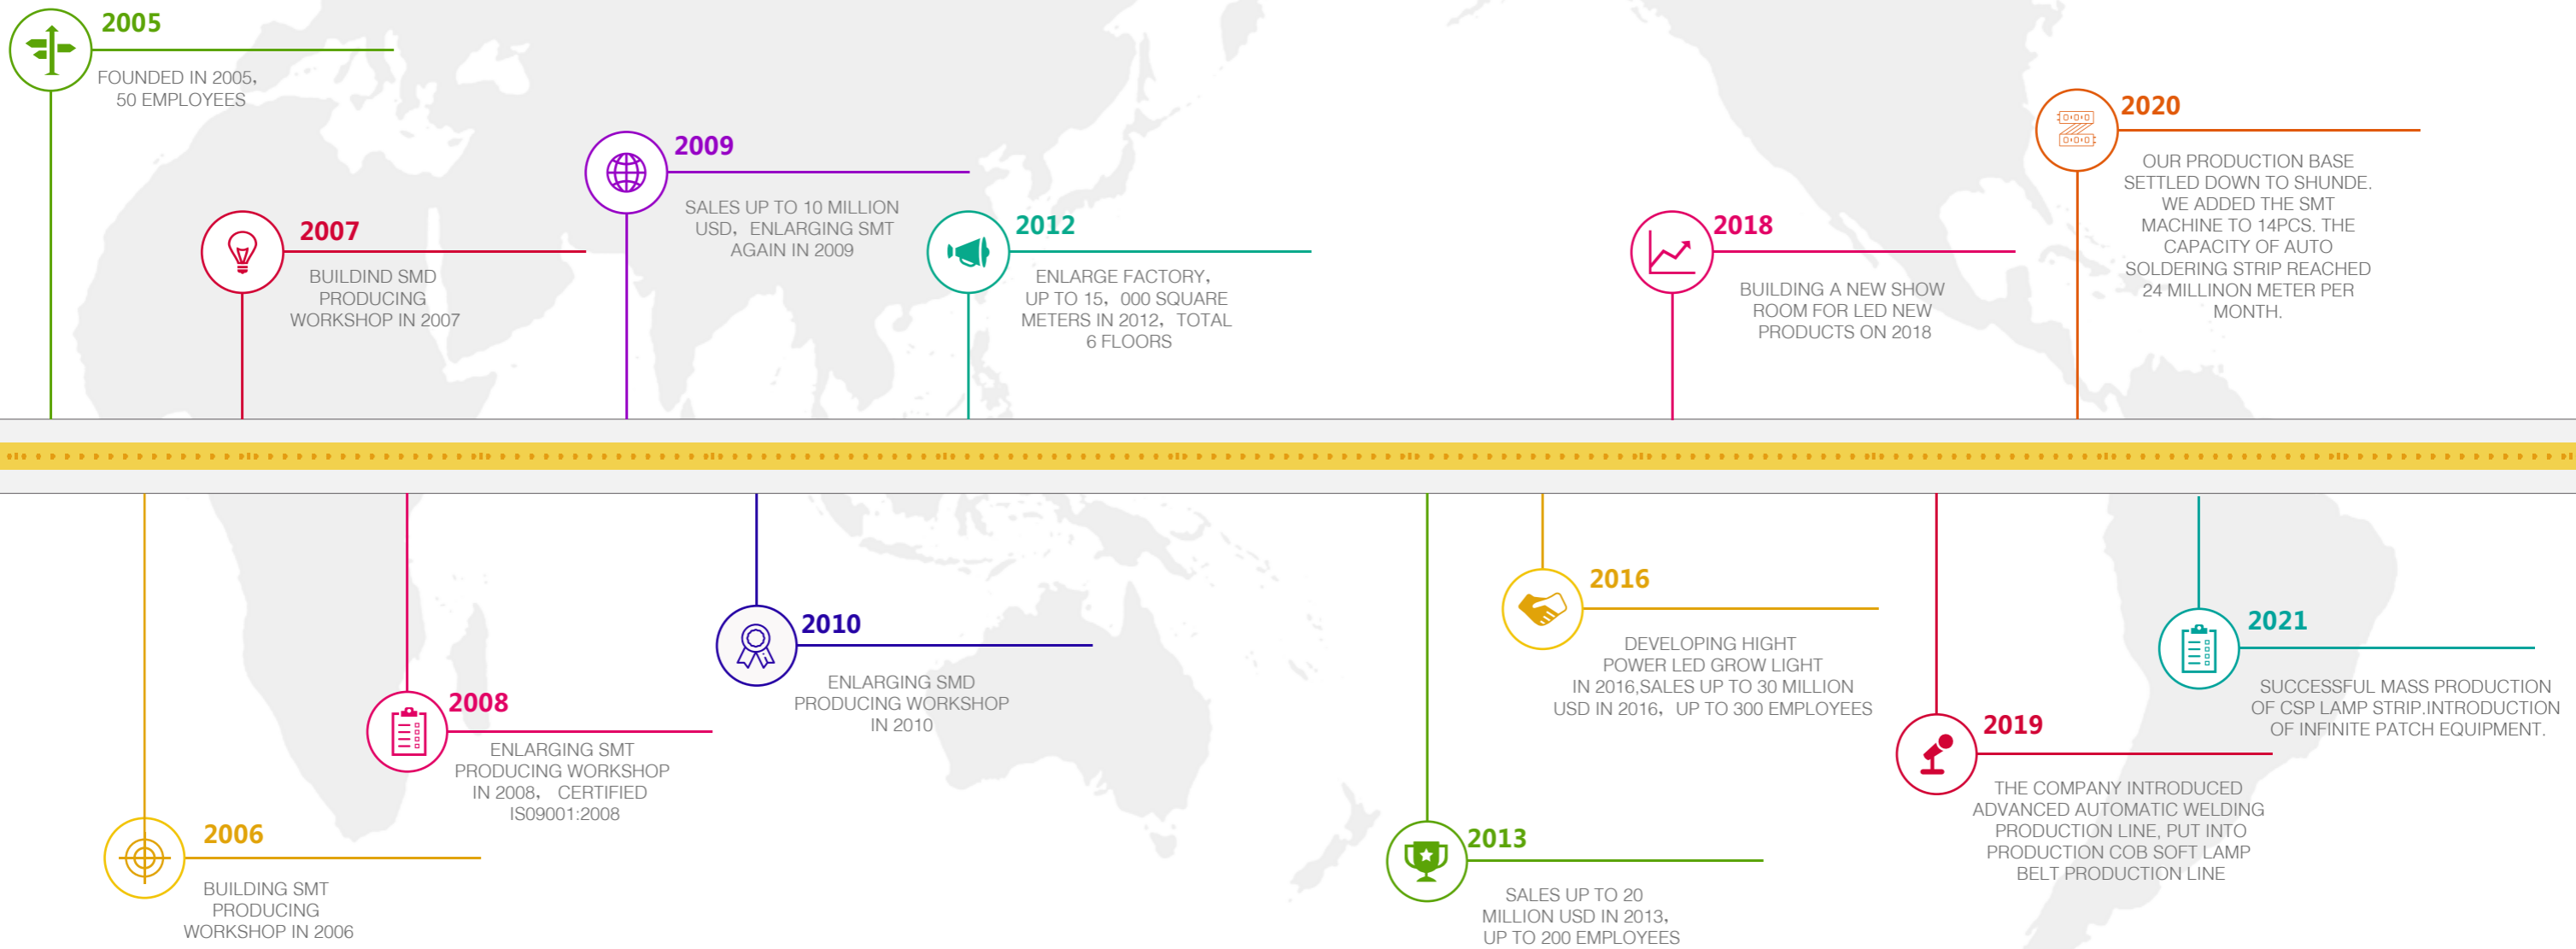 2005
FOUNDED IN 2005,
50 EMPLOYEES
2006
BUILDING SMT
PRODUCING
WORKSHOP IN 2006
2007
BUILDIND SMD
PRODUCING
WORKSHOP IN 2007
2008
ENLARGING SMT
PRODUCING WORKSHOP
IN 2008, CERTIFIED
IS09001:2008
2009
SALES UP TO 10 MILLION
USD, ENLARGING SMT
AGAIN IN 2009
2010
ENLARGING SMD
PRODUCING WORKSHOP
IN 2010
2012
ENLARGE FACTORY,
UP TO 15, 000 SQUARE
METERS IN 2012, TOTAL
6 FLOORS
2013
SALES UP TO 20
MILLION USD IN 2013,
UP TO 200 EMPLOYEES
2016
DEVELOPING HIGHT
POWER LED GROW LIGHT
IN 2016,SALES UP TO 30 MILLION
USD IN 2016, UP TO 300 EMPLOYEES
2018
BUILDING A NEW SHOW
ROOM FOR LED NEW
PRODUCTS ON 2018
2019
THE COMPANY INTRODUCED
ADVANCED AUTOMATIC WELDING
PRODUCTION LINE, PUT INTO
PRODUCTION COB SOFT LAMP
BELT PRODUCTION LINE
2020
OUR PRODUCTION BASE
SETTLED DOWN TO SHUNDE.
WE ADDED THE SMT
MACHINE TO 14PCS. THE
CAPACITY OF AUTO
SOLDERING STRIP REACHED
24 MILLINON METER PER
MONTH.
2021
SUCCESSFUL MASS PRODUCTION
OF CSP LAMP STRIP.INTRODUCTION
OF INFINITE PATCH EQUIPMENT.